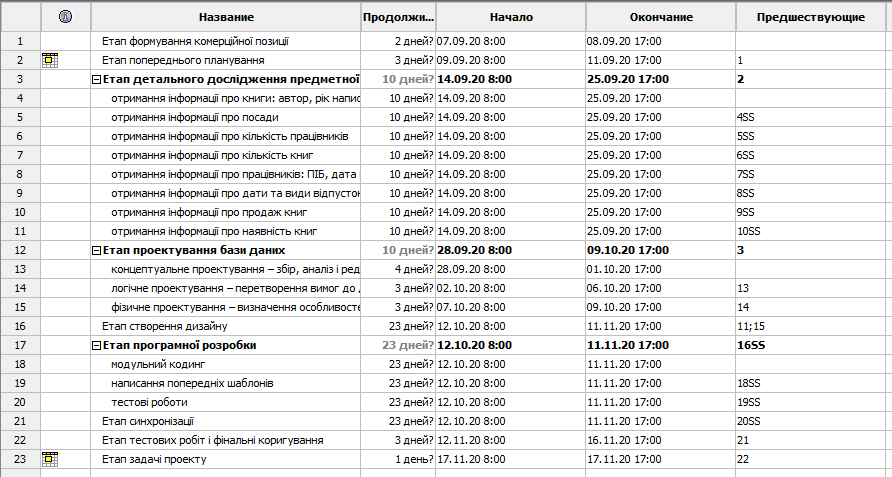 Название Продолжи... Начало Окончание Предшествующие
1 Етап формування комерційної позиції 2 дней? 07.09.20 8:00 08.09.20 17:00
2 Етап попереднього планування 3 дней? 09.09.20 8:00 11.09.20 17:00 1
3 Етап детального дослідження предметної 10 дней? 14.09.20 8:00 25.09.20 17:00 2
4 отримання інформації про книги: автор, рік напис 10 дней? 14.09.20 8:00 25.09.20 17:00
5 отримання інформації про посади 10 дней? 14.09.20 8:00 25.09.20 17:00 4SS
6 отримання інформації про кількість працівників 10 дней? 14.09.20 8:00 25.09.20 17:00 5SS
7 отримання інформації про кількість книг 10 дней? 14.09.20 8:00 25.09.20 17:00 6SS
8 отримання інформації про працівників: ПІБ, дата 10 дней? 14.09.20 8:00 25.09.20 17:00 7SS
9 отримання інформації про дати та види відпусток 10 дней? 14.09.20 8:00 25.09.20 17:00 8SS
10 отримання інформації про продаж книг 10 дней? 14.09.20 8:00 25.09.20 17:00 9SS
11 отримання інформації про наявність книг 10 дней? 14.09.20 8:00 25.09.20 17:00 10SS
12 Етап проектування бази даних 10 дней? 28.09.20 8:00 09.10.20 17:00 3
13 концептуальне проектування – збір, аналіз і ред 4 дней? 28.09.20 8:00 01.10.20 17:00
14 логічне проектування – перетворення вимог до 3 дней? 02.10.20 8:00 06.10.20 17:00 13
15 фізичне проектування – визначення особливосте 3 дней? 07.10.20 8:00 09.10.20 17:00 14
16 Етап створення дизайну 23 дней? 12.10.20 8:00 11.11.20 17:00 11;15
17 Етап програмної розробки 23 дней? 12.10.20 8:00 11.11.20 17:00 16SS
18 модульний кодинг 23 дней? 12.10.20 8:00 11.11.20 17:00
19 написання попередніх шаблонів 23 дней? 12.10.20 8:00 11.11.20 17:00 18SS
20 тестові роботи 23 дней? 12.10.20 8:00 11.11.20 17:00 19SS
21 Етап синхронізації 23 дней? 12.10.20 8:00 11.11.20 17:00 20SS
22 Етап тестових робіт і фінальні коригування 3 дней? 12.11.20 8:00 16.11.20 17:00 21
23 Етап задачі проекту 1 день? 17.11.20 8:00 17.11.20 17:00 22